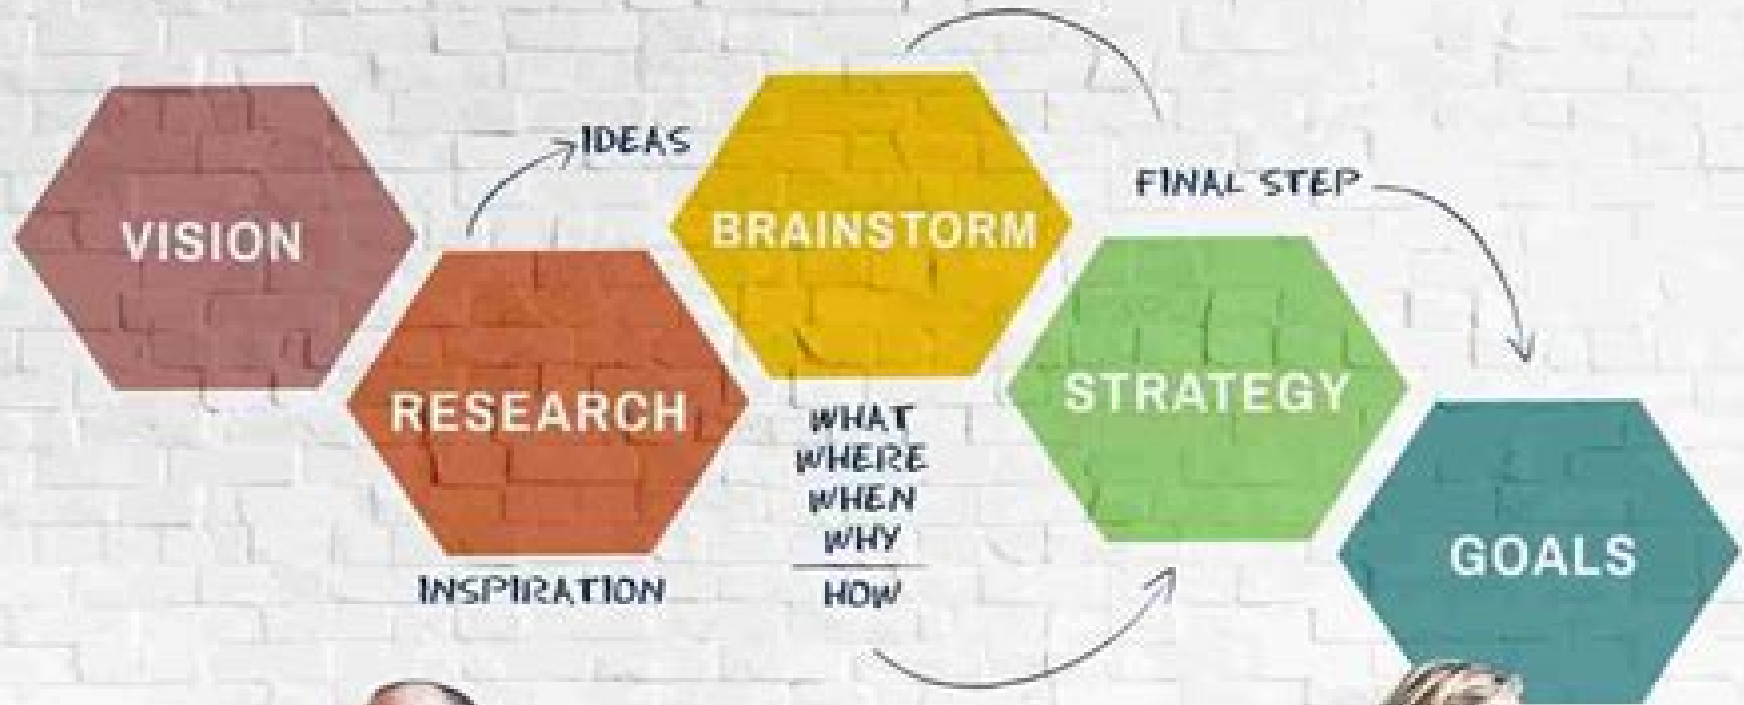 VISION
RESEARCH
INSPIRATION
IDEAS
BRAINSTORM
WHAT
WHERE
WHEN
WHY
HOW
STRATEGY
FINAL STEP
GOALS